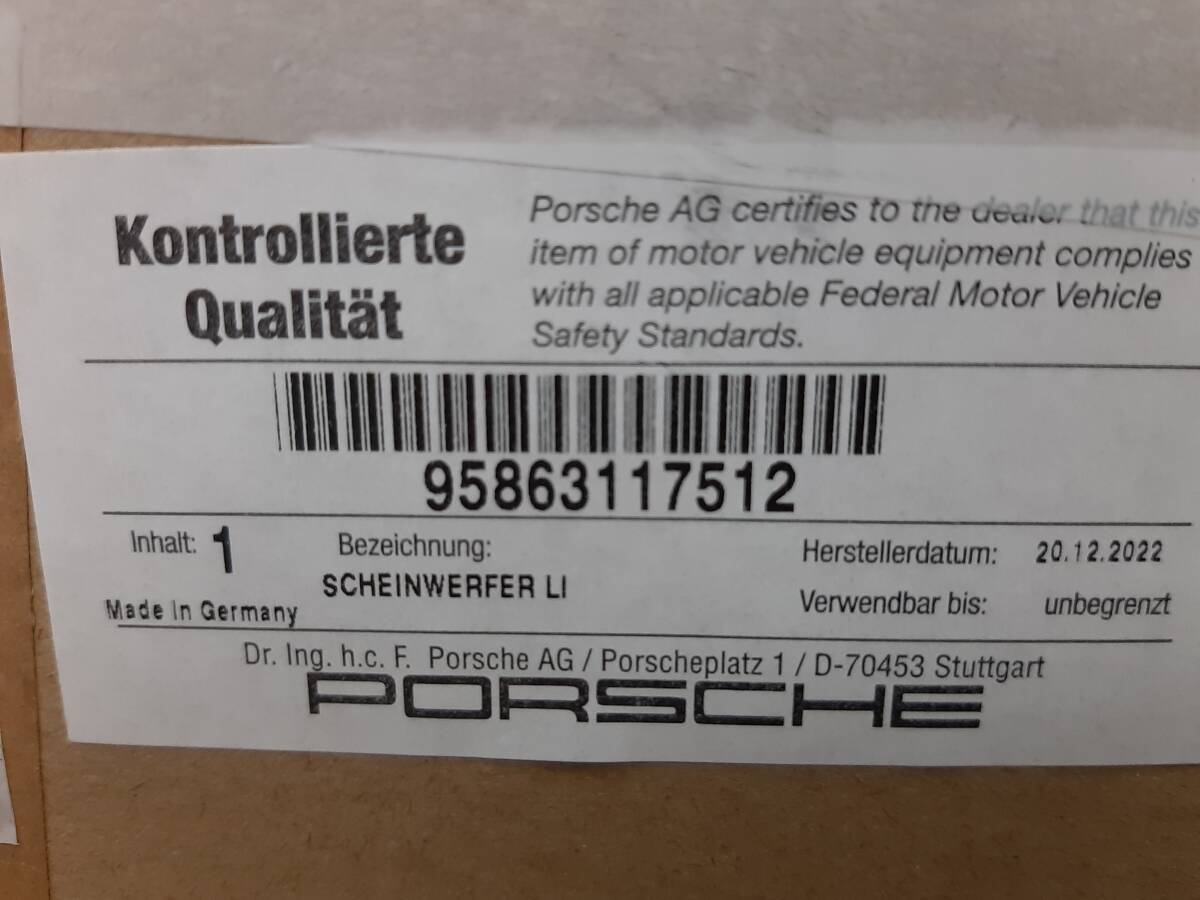 Kontrollierte
Qualität
Porsche AG certifies to the dealer that this
item of motor vehicle equipment complies
with all applicable Federal Motor Vehicle
Safety Standards.
95863117512
Inhalt: 1
Bezeichnung:
SCHEINWERFER LI
Herstellerdatum: 20.12.2022
Verwendbar bis: unbegrenzt
Made in Germany
Dr. Ing. h.c. F. Porsche AG / Porscheplatz 1 / D-70453 Stuttgart
PORSCHE